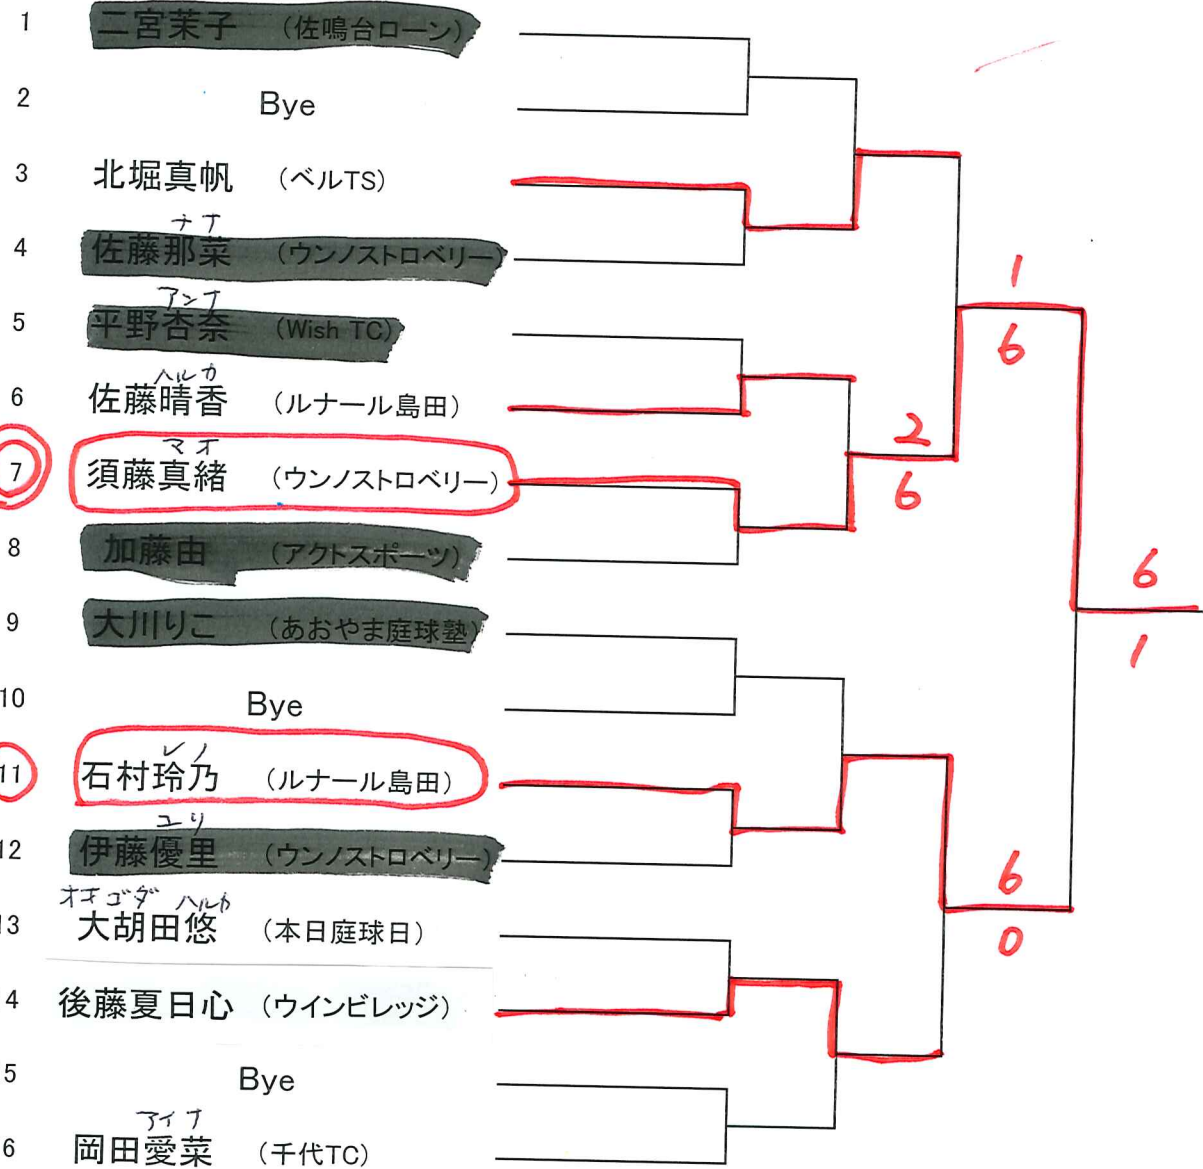 1 二宮茉子 （佐鳴台ローン）
2 Bye
3 北堀真帆 （ベルTS）
ナナ
4 佐藤那菜 （ウンノストロベリー）
アンナ
5 平野杏奈 （Wish TC）
ハルカ
6 佐藤晴香 （ルナール島田）
マオ
7 須藤真緒 （ウンノストロベリー）
8 加藤由 （アクトスポーツ）
9 大川りこ （あおやま庭球塾）
10 Bye
レノ
11 石村玲乃 （ルナール島田）
ユリ
12 伊藤優里 （ウンノストロベリー）
オオゴダ ハルカ
13 大胡田悠 （本日庭球日）
4 後藤夏日心 （ウインビレッジ）
5 Bye
アイナ
6 岡田愛菜 （千代TC）
1
6
2
6
6
1
6
0